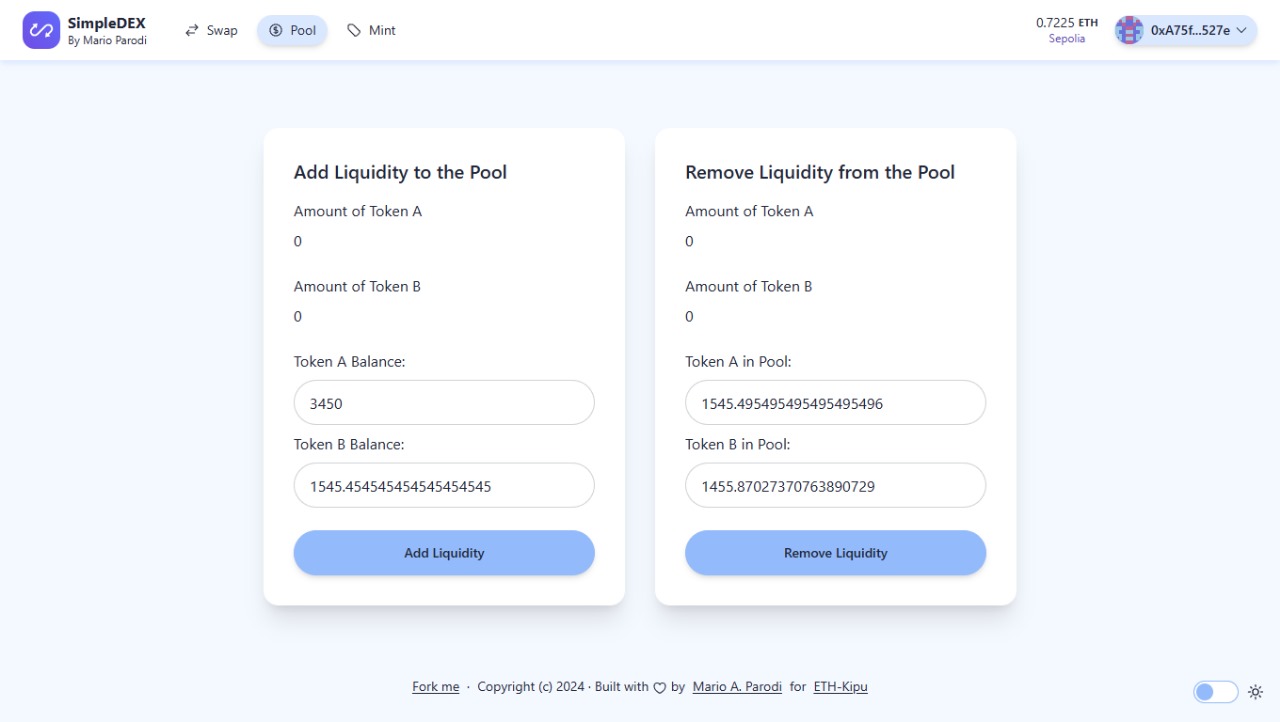 SimpleDEX
By Mario Parodi
Swap
Pool
Mint
0.7225 ETH
Sepolia
0xA75f...527e
Add Liquidity to the Pool
Amount of Token A
0
Amount of Token B
0
Token A Balance:
3450
Token B Balance:
1545.454545454545454545
Add Liquidity
Remove Liquidity from the Pool
Amount of Token A
0
Amount of Token B
0
Token A in Pool:
1545.495495495495495496
Token B in Pool:
1455.87027370763890729
Remove Liquidity
Fork me · Copyright (c) 2024 · Built with by Mario A. Parodi for ETH-Kipu